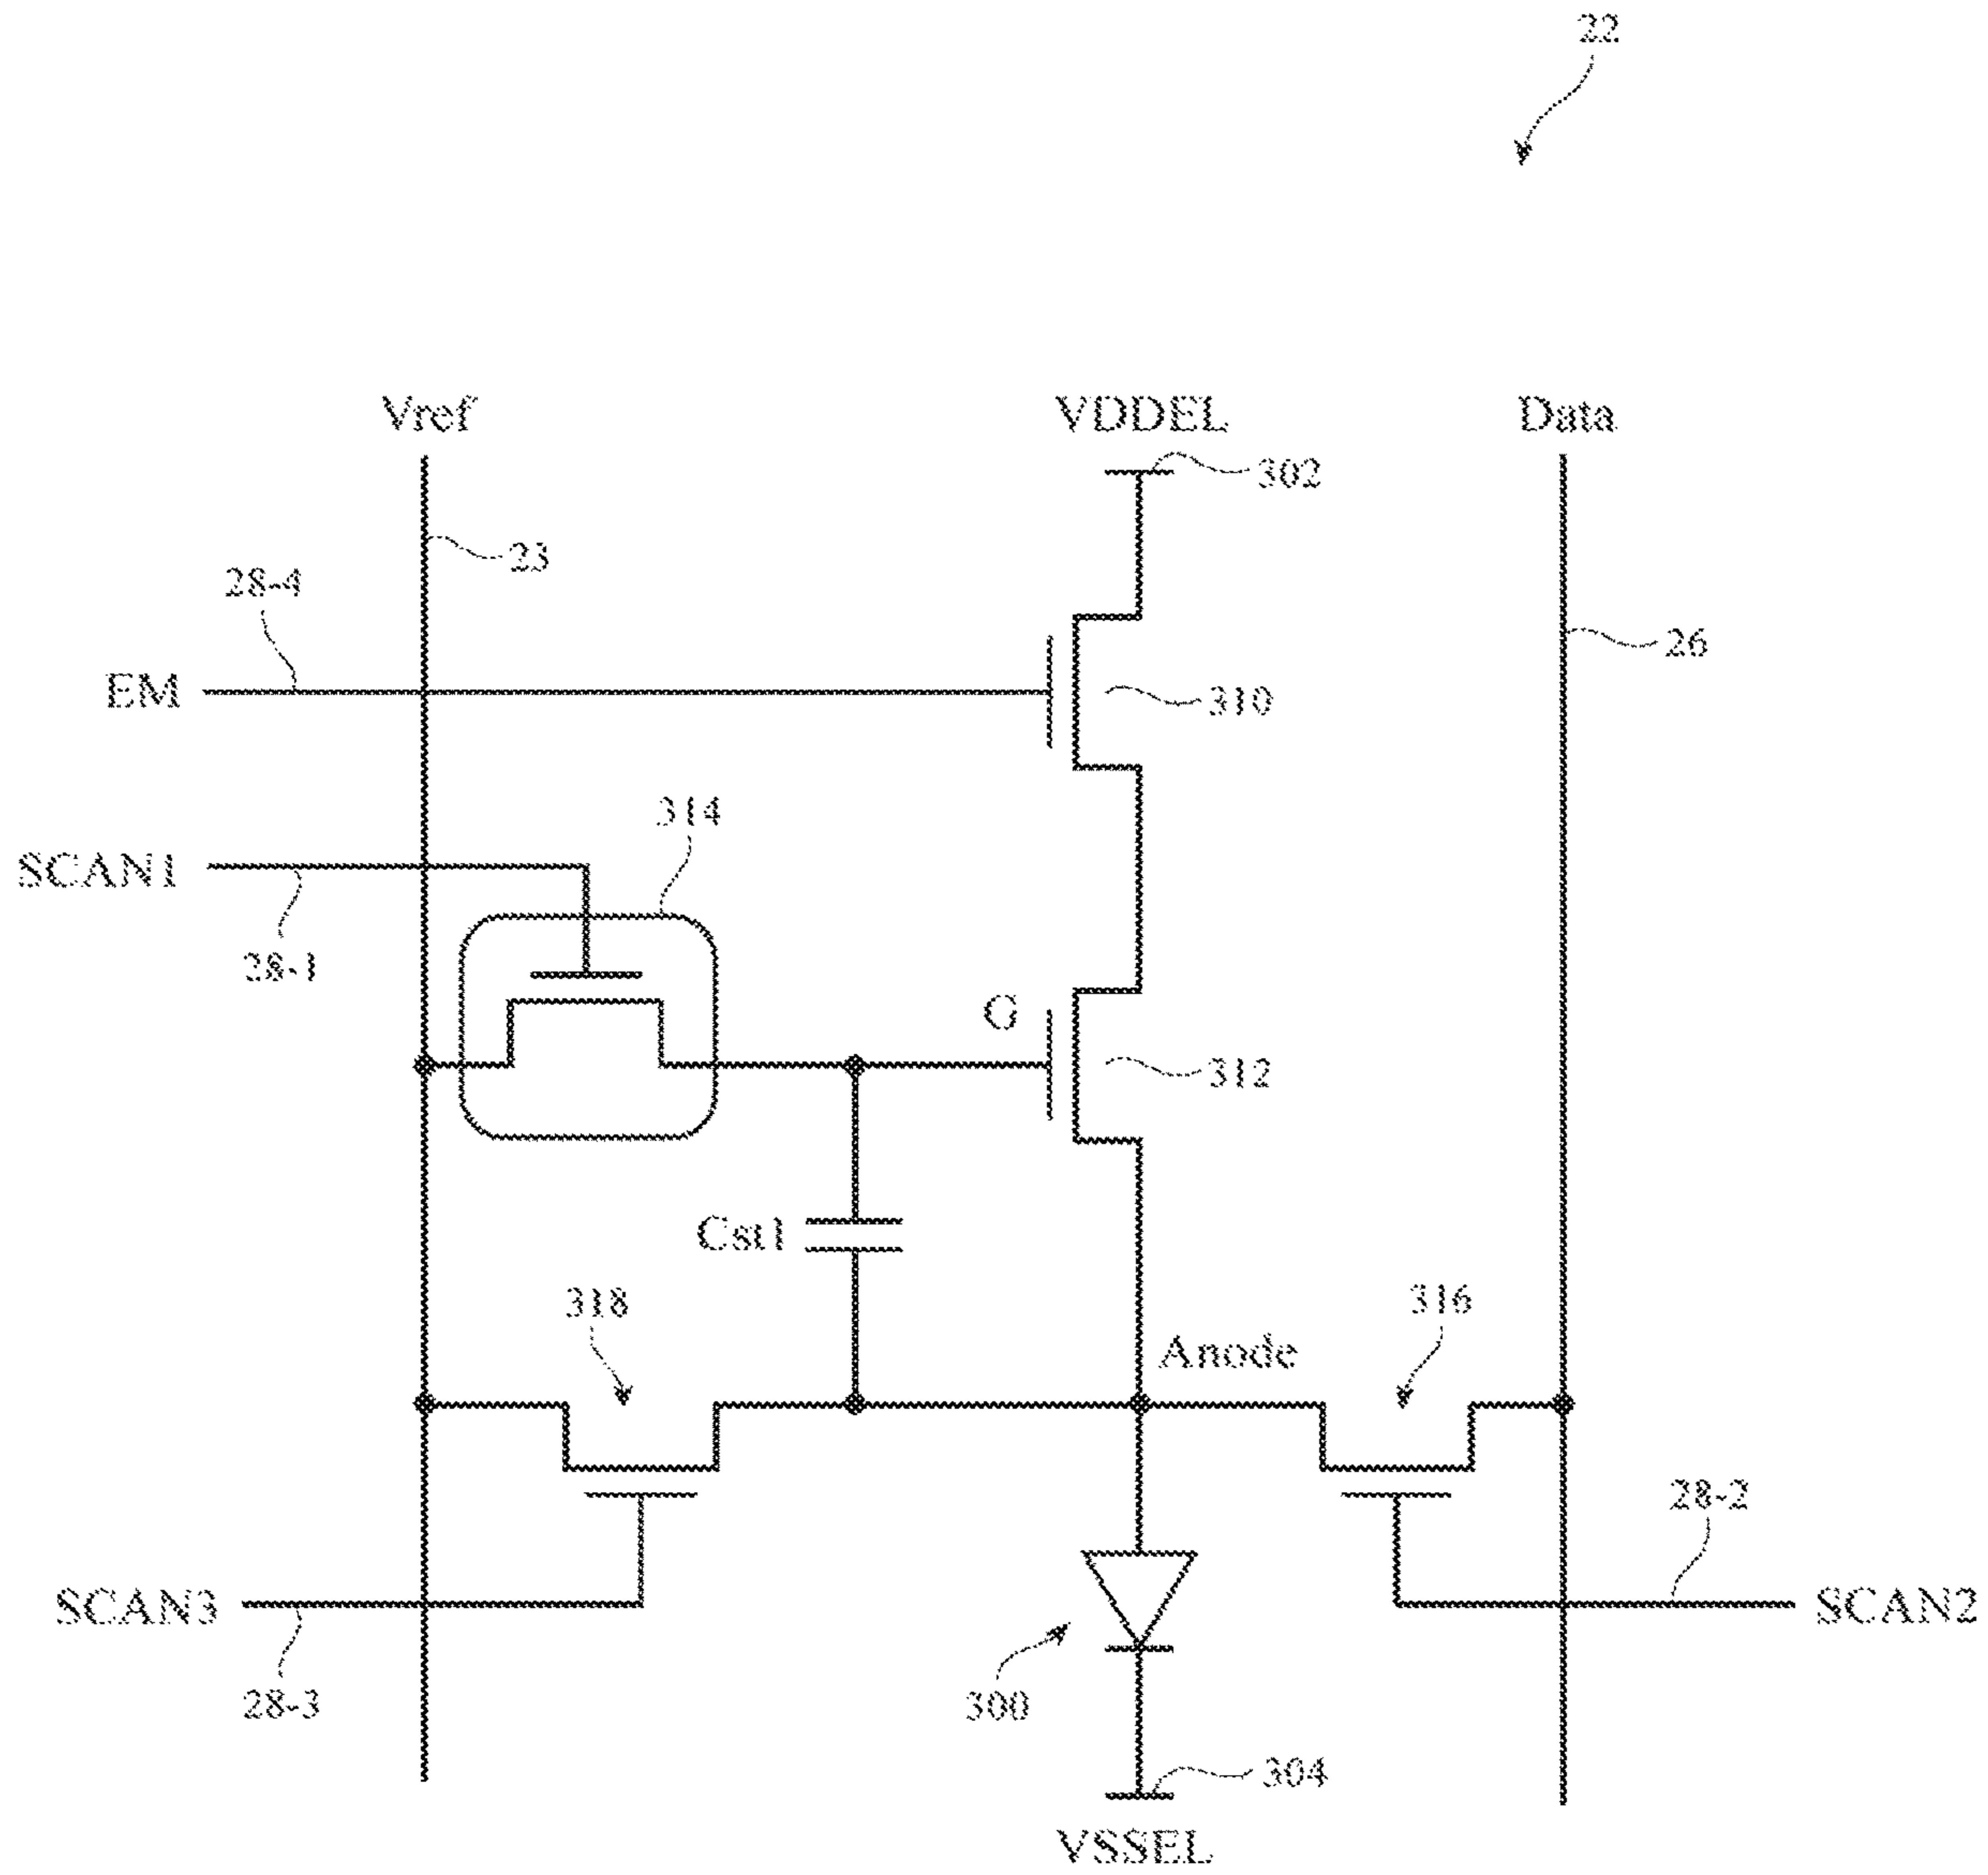 22
Vref
VDDEL
Data
302
23
28-4
26
EM
310
314
SCAN1
28-1
G
312
Cst1
318
316
Anode
28-2
SCAN3
SCAN2
28-3
300
304
VSSEL